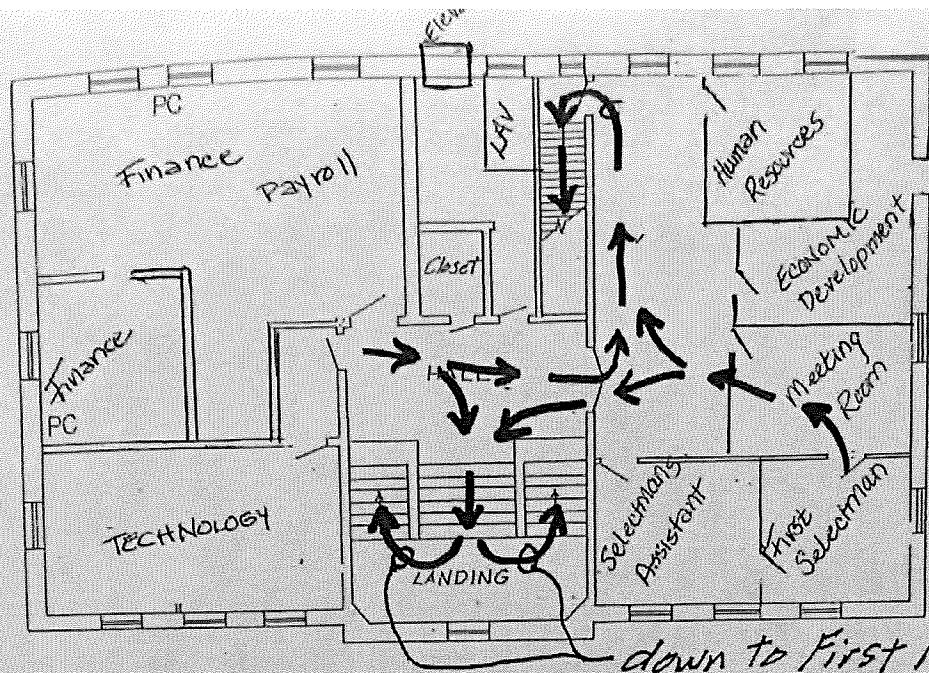 PC
Finance
Payroll
LAV
Human
Resources
Economic
Development
Closet
Finance
PC
HALL
Meeting
Room
TECHNOLOGY
Selectmans
Assistant
First
Selectman
LANDING
down to First